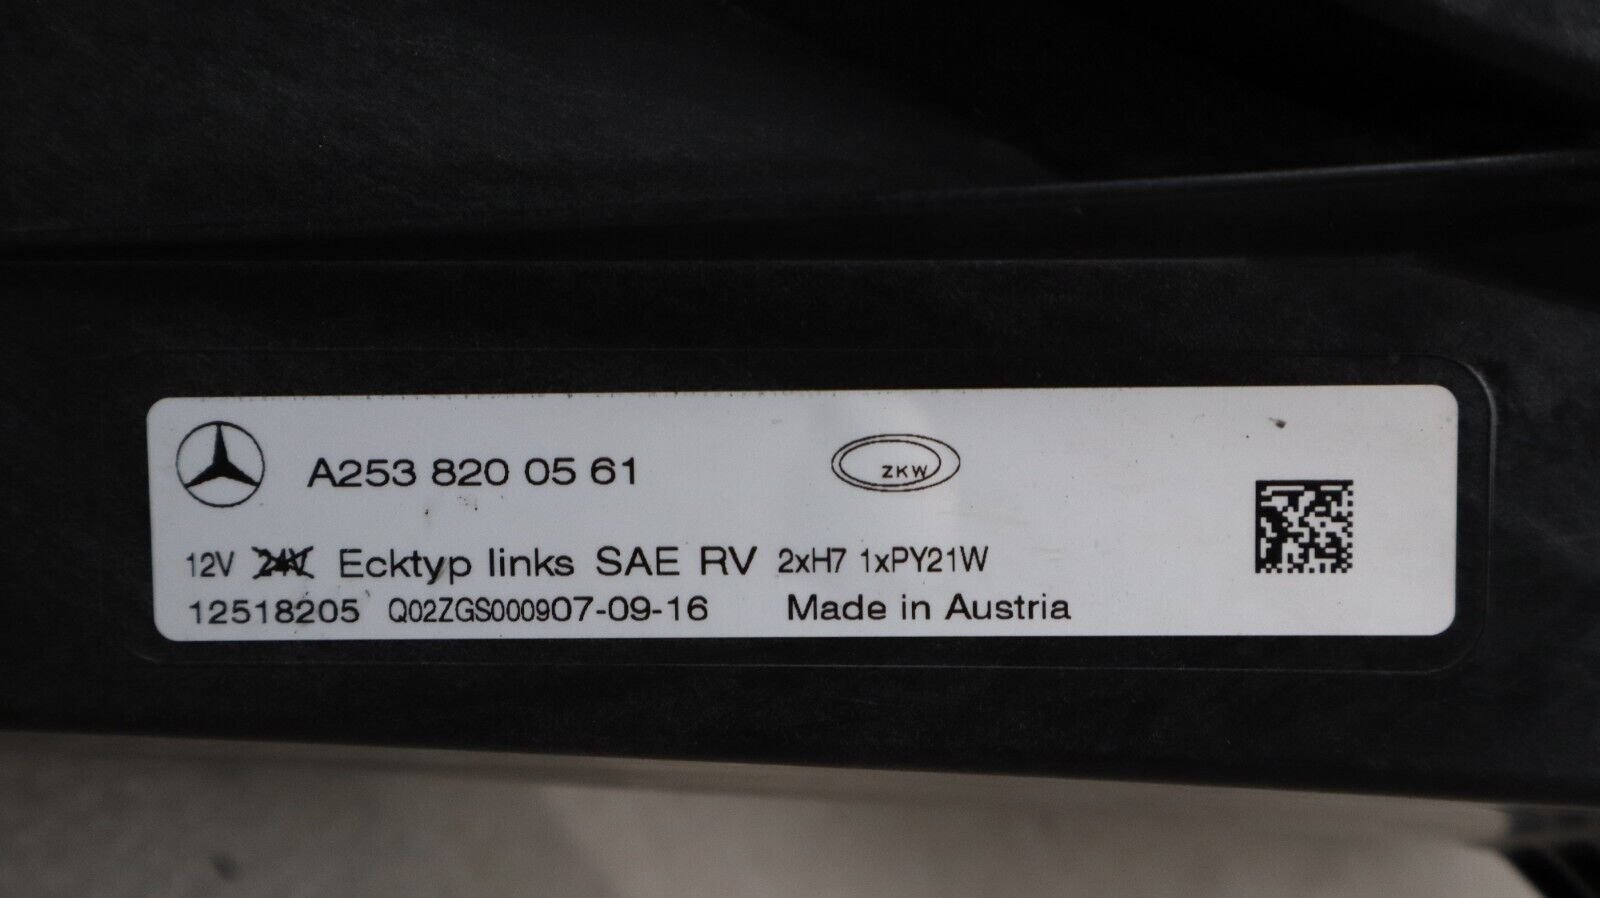 A253 820 05 61
ZKW
12V 24V Ecktyp links SAE RV 2xH7 1xPY21W
12518205 Q02ZGS000907-09-16 Made in Austria